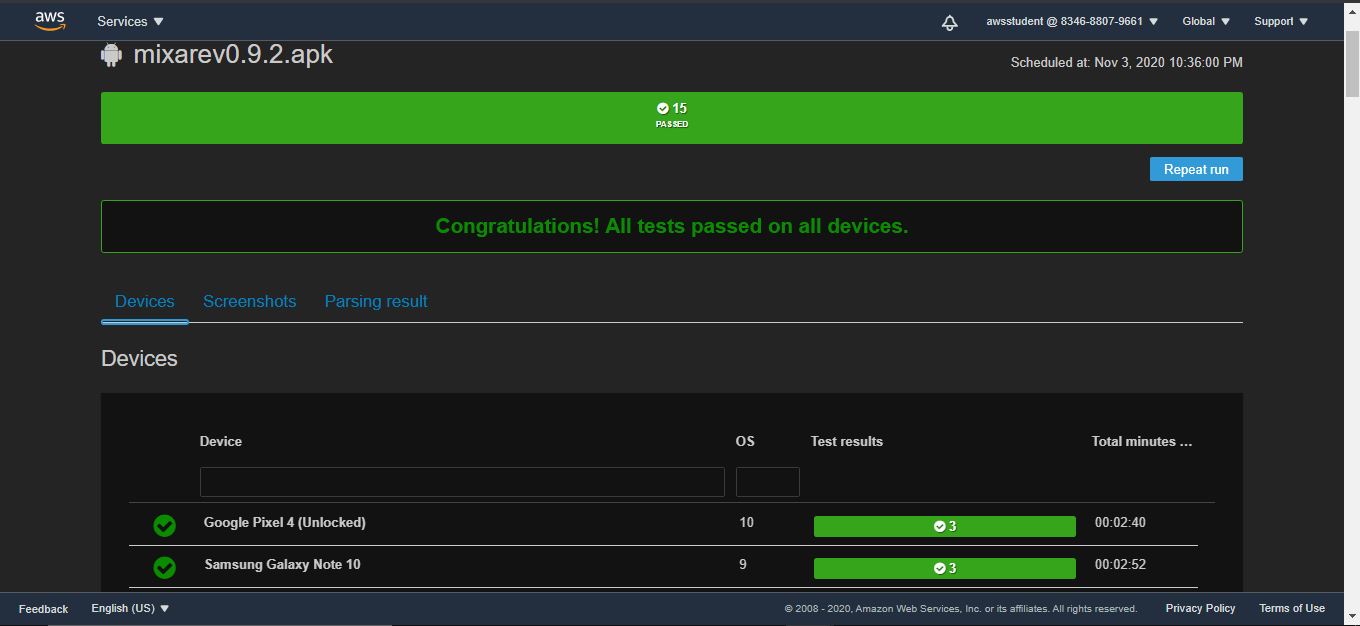 aws Services awsstudent @ 8346-8807-9661 Global Support
mixarev0.9.2.apk
Scheduled at: Nov 3, 2020 10:36:00 PM
15
PASSED
Repeat run
Congratulations! All tests passed on all devices.
Devices Screenshots Parsing result
Devices
Device OS Test results Total minutes ...
Google Pixel 4 (Unlocked) 10 3 00:02:40
Samsung Galaxy Note 10 9 3 00:02:52
Feedback English (US) © 2008 - 2020, Amazon Web Services, Inc. or its affiliates. All rights reserved. Privacy Policy Terms of Use